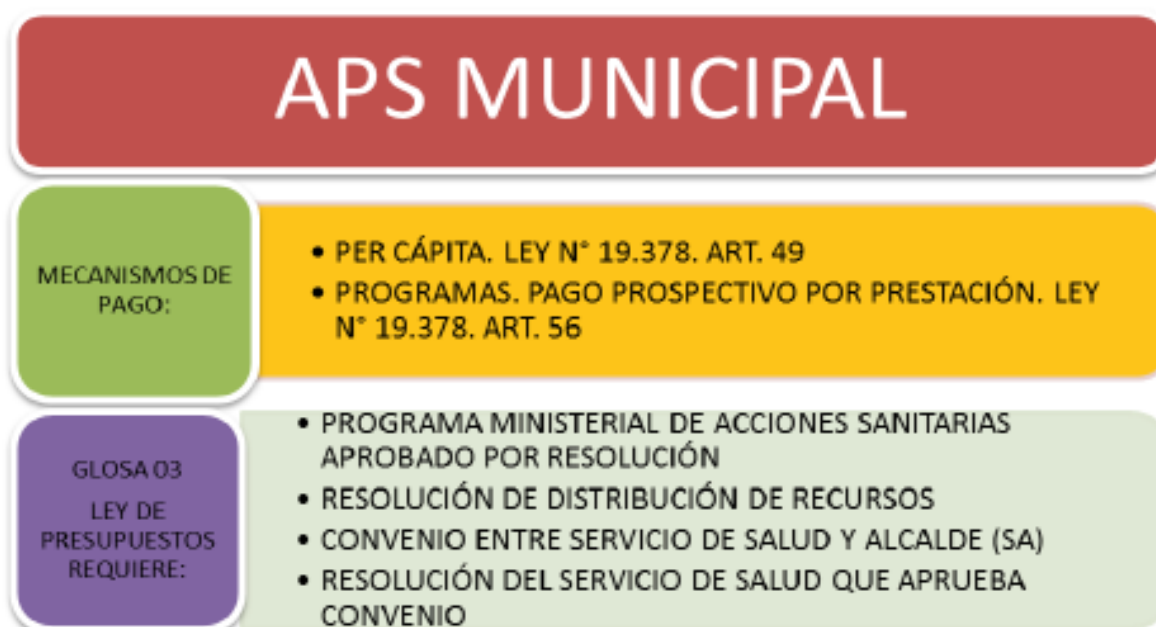 APS MUNICIPAL
MECANISMOS DE
PAGO:
• PER CÁPITA. LEY N° 19.378. ART. 49
• PROGRAMAS. PAGO PROSPECTIVO POR PRESTACIÓN. LEY
N° 19.378. ART. 56
GLOSA 03
LEY DE
PRESUPUESTOS
REQUIERE:
• PROGRAMA MINISTERIAL DE ACCIONES SANITARIAS
APROBADO POR RESOLUCIÓN
• RESOLUCIÓN DE DISTRIBUCIÓN DE RECURSOS
• CONVENIO ENTRE SERVICIO DE SALUD Y ALCALDE (SA)
• RESOLUCIÓN DEL SERVICIO DE SALUD QUE APRUEBA
CONVENIO